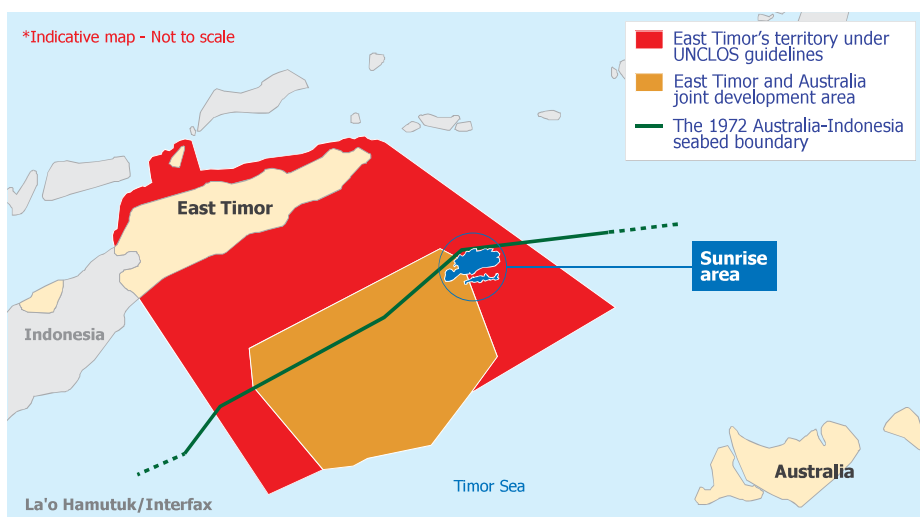 *Indicative map - Not to scale
East Timor's territory under
UNCLOS guidelines
East Timor and Australia
joint development area
The 1972 Australia-Indonesia
seabed boundary
East Timor
Sunrise
area
Indonesia
Australia
Timor Sea
La'o Hamutuk/Interfax